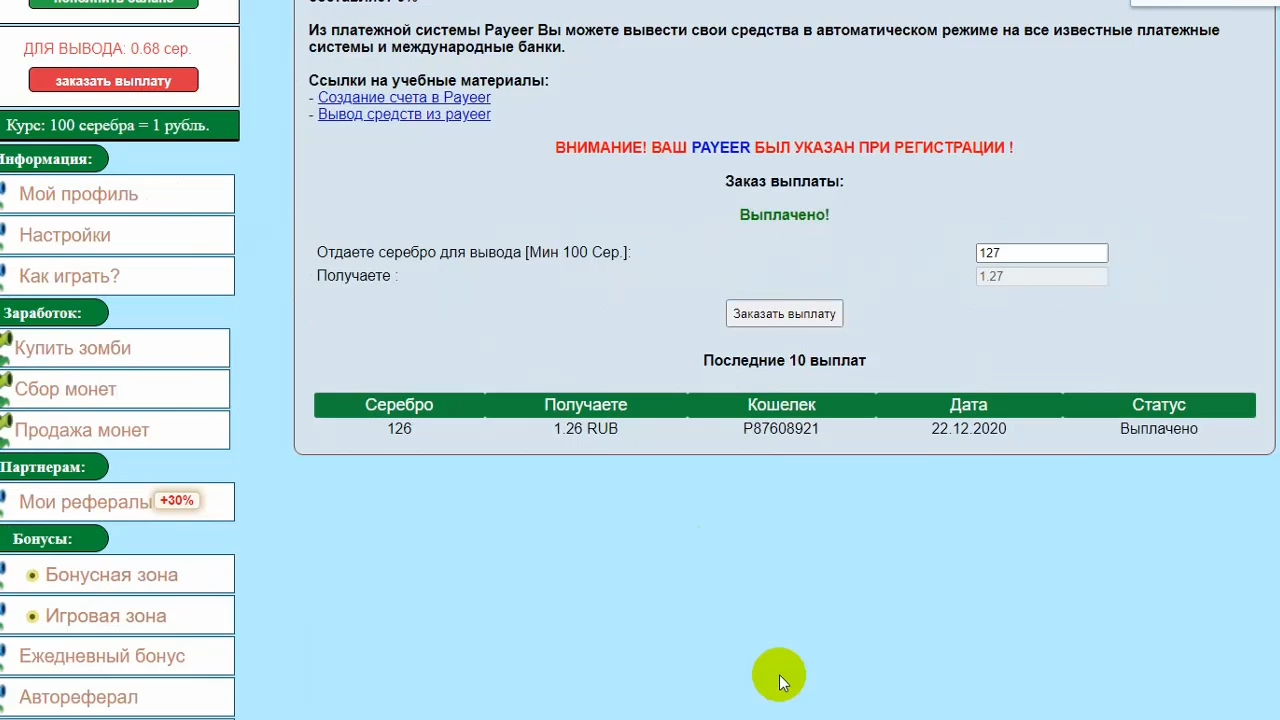 ДЛЯ ВЫВОДА: 0.68 сер.
заказать выплату
Курс: 100 серебра = 1 рубль.
Информация:
Мой профиль
Настройки
Как играть?
Заработок:
Купить зомби
Сбор монет
Продажа монет
Партнерам:
Мои рефералы +30%
Бонусы:
Бонусная зона
Игровая зона
Ежедневный бонус
Автореферал
Из платежной системы Payeer Вы можете вывести свои средства в автоматическом режиме на все известные платежные
системы и международные банки.
Ссылки на учебные материалы:
- Создание счета в Payeer
- Вывод средств из payeer
ВНИМАНИЕ! ВАШ PAYEER БЫЛ УКАЗАН ПРИ РЕГИСТРАЦИИ !
Заказ выплаты:
Выплачено!
Отдаете серебро для вывода [Мин 100 Сер.]: 127
Получаете : 1.27
Заказать выплату
Последние 10 выплат
Серебро Получаете Кошелек Дата Статус
126 1.26 RUB P87608921 22.12.2020 Выплачено